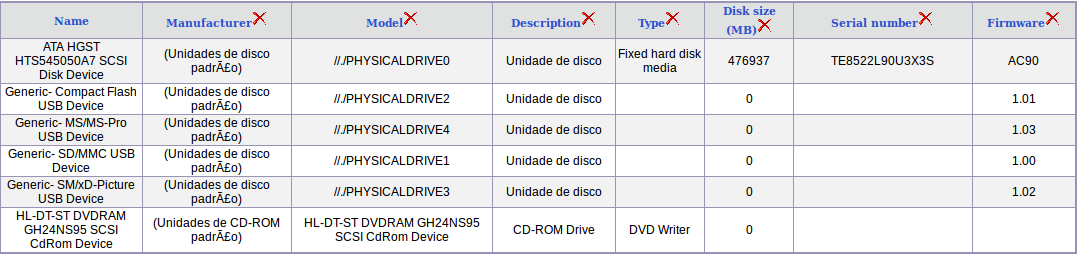 Name Manufacturer Model Description Type Disk size (MB) Serial number Firmware
ATA HGST HTS545050A7 SCSI Disk Device (Unidades de disco padrÃ£o) //./PHYSICALDRIVE0 Unidade de disco Fixed hard disk media 476937 TE8522L90U3X3S AC90
Generic- Compact Flash USB Device (Unidades de disco padrÃ£o) //./PHYSICALDRIVE2 Unidade de disco 0 1.01
Generic- MS/MS-Pro USB Device (Unidades de disco padrÃ£o) //./PHYSICALDRIVE4 Unidade de disco 0 1.03
Generic- SD/MMC USB Device (Unidades de disco padrÃ£o) //./PHYSICALDRIVE1 Unidade de disco 0 1.00
Generic- SM/xD-Picture USB Device (Unidades de disco padrÃ£o) //./PHYSICALDRIVE3 Unidade de disco 0 1.02
HL-DT-ST DVDRAM GH24NS95 SCSI CdRom Device (Unidades de CD-ROM padrÃ£o) HL-DT-ST DVDRAM GH24NS95 SCSI CdRom Device CD-ROM Drive DVD Writer 0